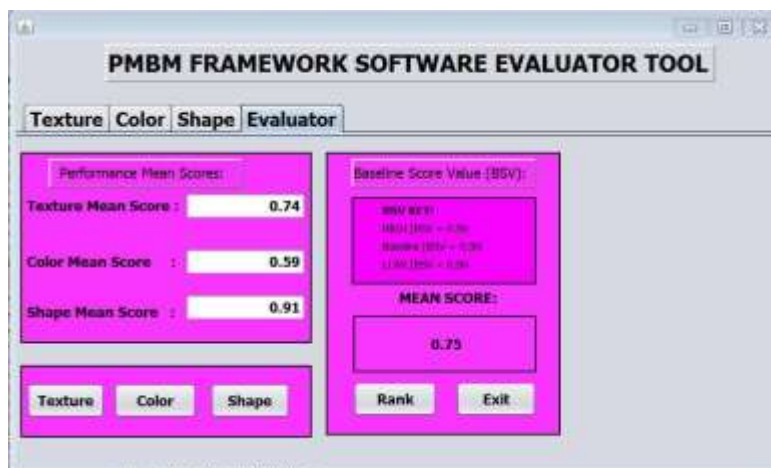 PMBM FRAMEWORK SOFTWARE EVALUATOR TOOL
Texture Color Shape Evaluator
Performance Mean Scores:
Texture Mean Score : 0.74
Color Mean Score : 0.59
Shape Mean Score : 0.91
Texture Color Shape
Baseline Score Value (BSV):
BSV KEY:
MEAN SCORE:
0.75
Rank Exit